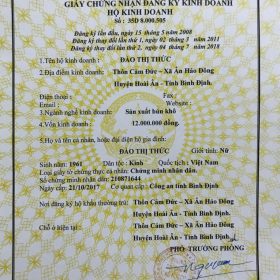 GIẤY CHỨNG NHẬN ĐĂNG KÝ KINH DOANH
HỘ KINH DOANH
Số: 35D 8.000.505
Đăng ký lần đầu, ngày 15 tháng 5 năm 2008
Đăng ký thay đổi lần thứ 1, ngày 02 tháng 3 năm 2011
Đăng ký thay đổi lần thứ 2, ngày 04 tháng 7 năm 2018
1.Tên hộ kinh doanh: ĐÀO THỊ THỨC
2.Địa điểm kinh doanh: Thôn Cảm Đức – Xã Ân Hảo Đông
Huyện Hoài Ân – Tỉnh Bình Định.
Điện thoại : Fax :
Email : Website :
3.Ngành nghề kinh doanh: Sản xuất bún khô
4.Vốn kinh doanh: 12.000.000 đồng.
5.Họ và tên cá nhân, hoặc đại diện hộ gia đình:
ĐÀO THỊ THỨC Giới tính: Nữ
Sinh năm: 1961 Dân tộc: Kinh Quốc tịch: Việt Nam
Loại giấy tờ chứng thực cá nhân: Chứng minh nhân dân.
Số chứng minh nhân dân: 210871644
Ngày cấp: 21/10/2017 Cơ quan cấp: Công an tỉnh Bình Định
Nơi đăng ký hộ khẩu thường trú: Thôn Cảm Đức – Xã Ân Hảo Đông
Huyện Hoài Ân – Tỉnh Bình Định.
Chỗ ở hiện tại: Thôn Cảm Đức – Xã Ân Hảo Đông
Huyện Hoài Ân – Tỉnh Bình Định.
PHÓ TRƯỞNG PHÒNG